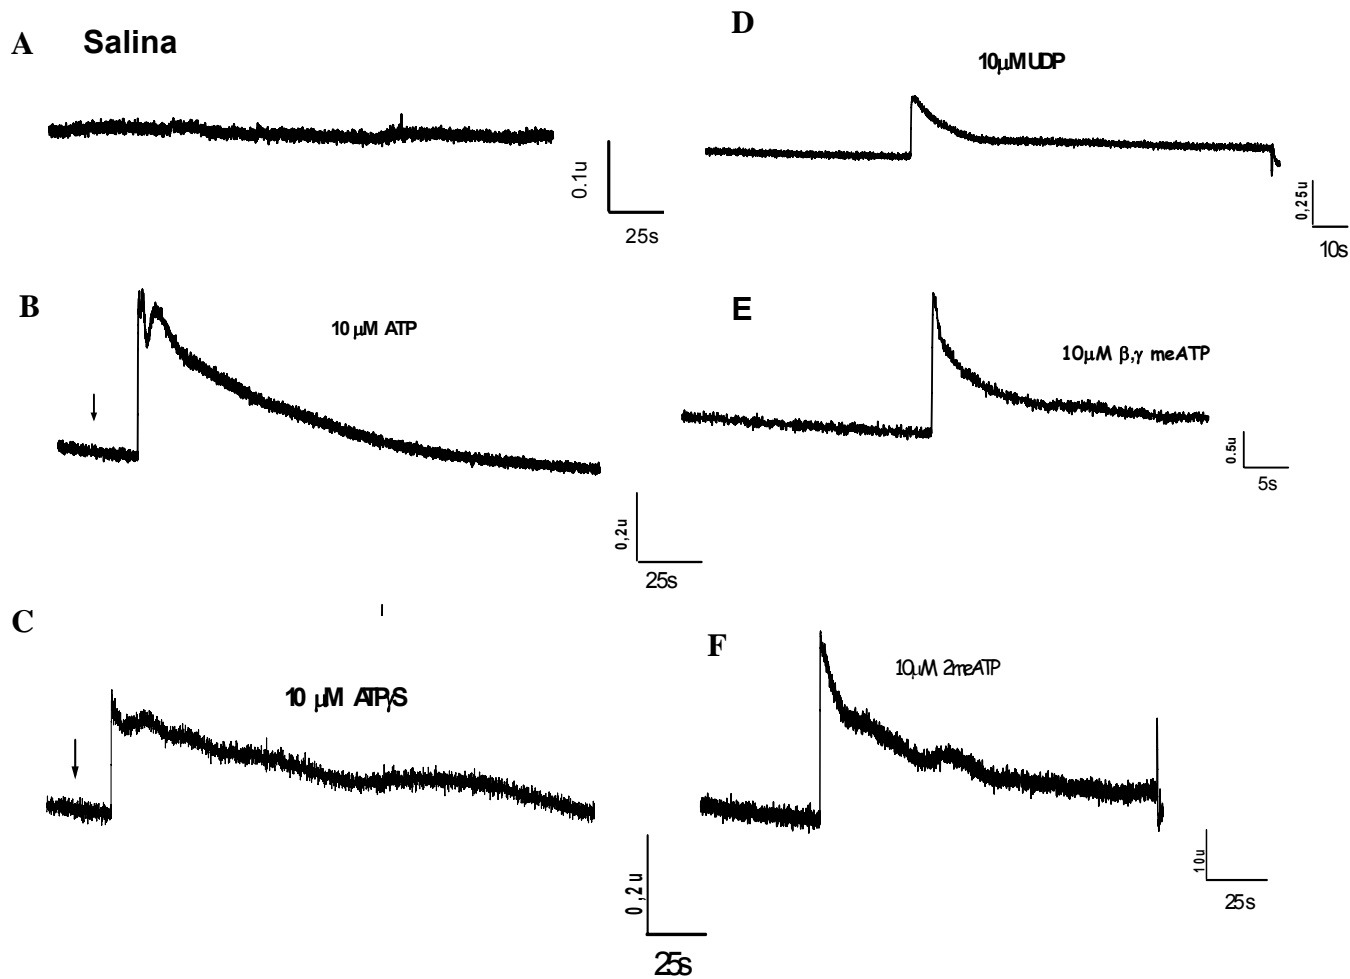 A Salina
0.1u
25s
B
10 μM ATP
0,2u
25s
C
10 μM ATPγS
0,2u
25s
D
10μM UDP
0,25u
10s
E
10μM β,γ meATP
0.5u
5s
F
10μM 2meATP
10u
25s